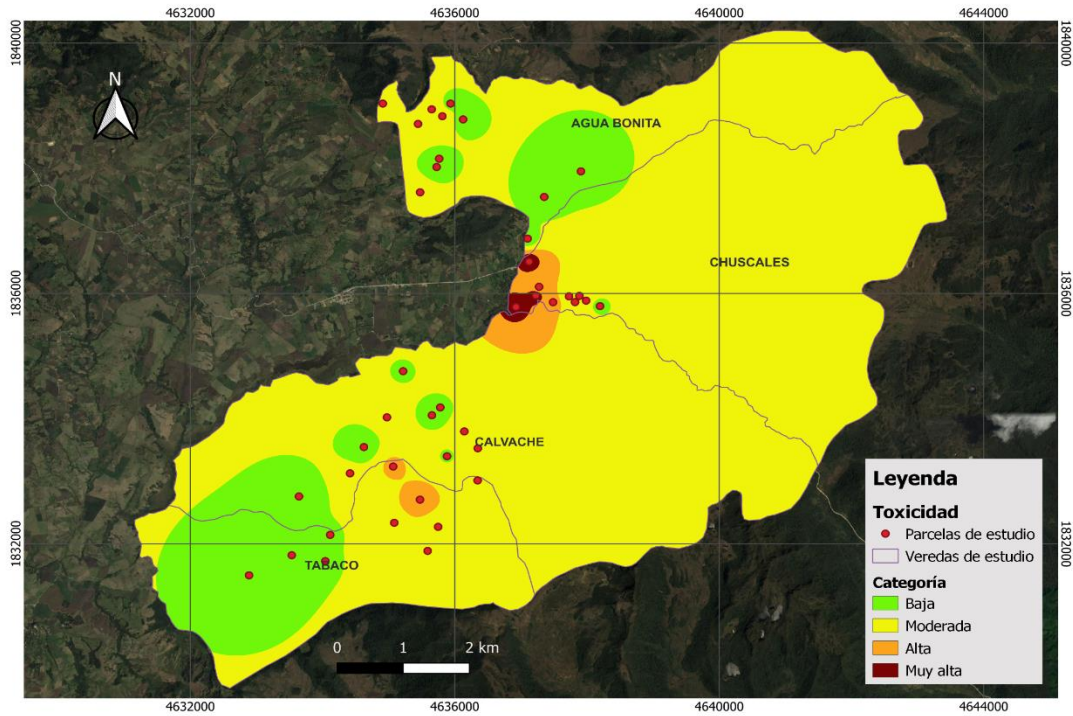 4632000
4636000
4640000
4644000
1840000
1840000
N
AGUA BONITA
CHUSCALES
1836000
1836000
CALVACHE
TABACO
1832000
1832000
0 1 2 km
Leyenda
Toxicidad
Parcelas de estudio
Veredas de estudio
Categoría
Baja
Moderada
Alta
Muy alta
4632000
4636000
4640000
4644000